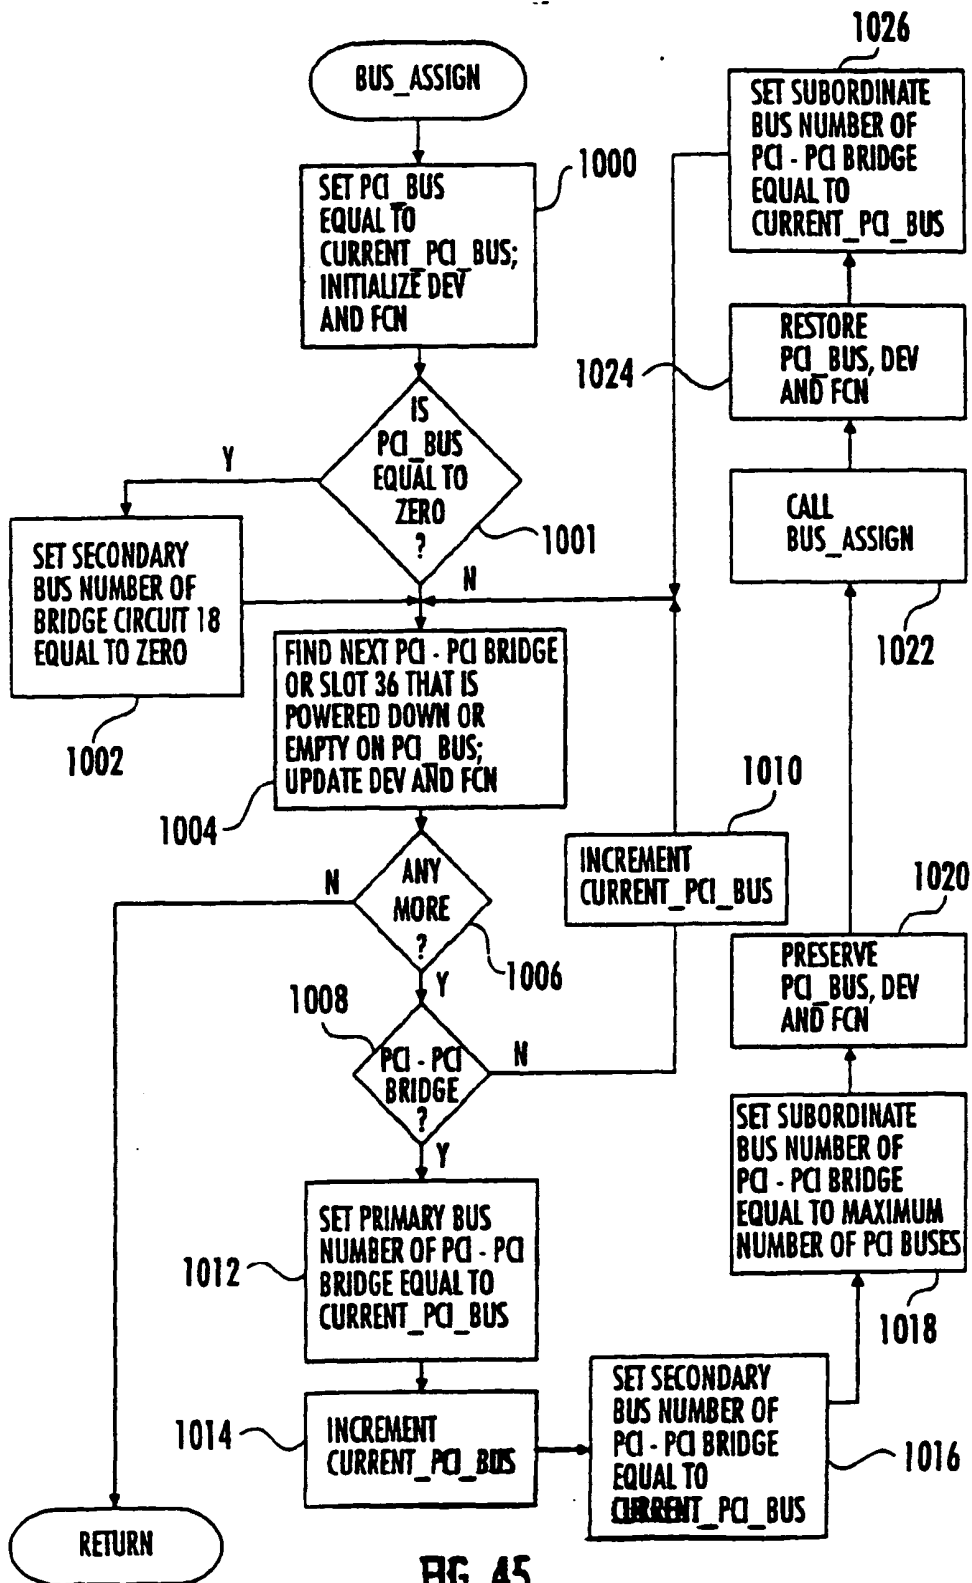 BUS_ASSIGN
1000
SET PCI_BUS
EQUAL TO
CURRENT_PCI_BUS;
INITIALIZE DEV
AND FCN
IS
PCI_BUS
EQUAL TO
ZERO
?
1001
Y
N
SET SECONDARY
BUS NUMBER OF
BRIDGE CIRCUIT 18
EQUAL TO ZERO
1002
FIND NEXT PCI - PCI BRIDGE
OR SLOT 36 THAT IS
POWERED DOWN OR
EMPTY ON PCI_BUS;
UPDATE DEV AND FCN
1004
ANY
MORE
?
1006
N
Y
1008
PCI - PCI
BRIDGE
?
N
Y
1010
INCREMENT
CURRENT_PCI_BUS
SET PRIMARY BUS
NUMBER OF PCI - PCI
BRIDGE EQUAL TO
CURRENT_PCI_BUS
1012
INCREMENT
CURRENT_PCI_BUS
1014
SET SECONDARY
BUS NUMBER OF
PCI - PCI BRIDGE
EQUAL TO
CURRENT_PCI_BUS
1016
SET SUBORDINATE
BUS NUMBER OF
PCI - PCI BRIDGE
EQUAL TO MAXIMUM
NUMBER OF PCI BUSES
1018
1020
PRESERVE
PCI_BUS, DEV
AND FCN
CALL
BUS_ASSIGN
1022
RESTORE
PCI_BUS, DEV
AND FCN
1024
1026
SET SUBORDINATE
BUS NUMBER OF
PCI - PCI BRIDGE
EQUAL TO
CURRENT_PCI_BUS
RETURN
FIG. 45